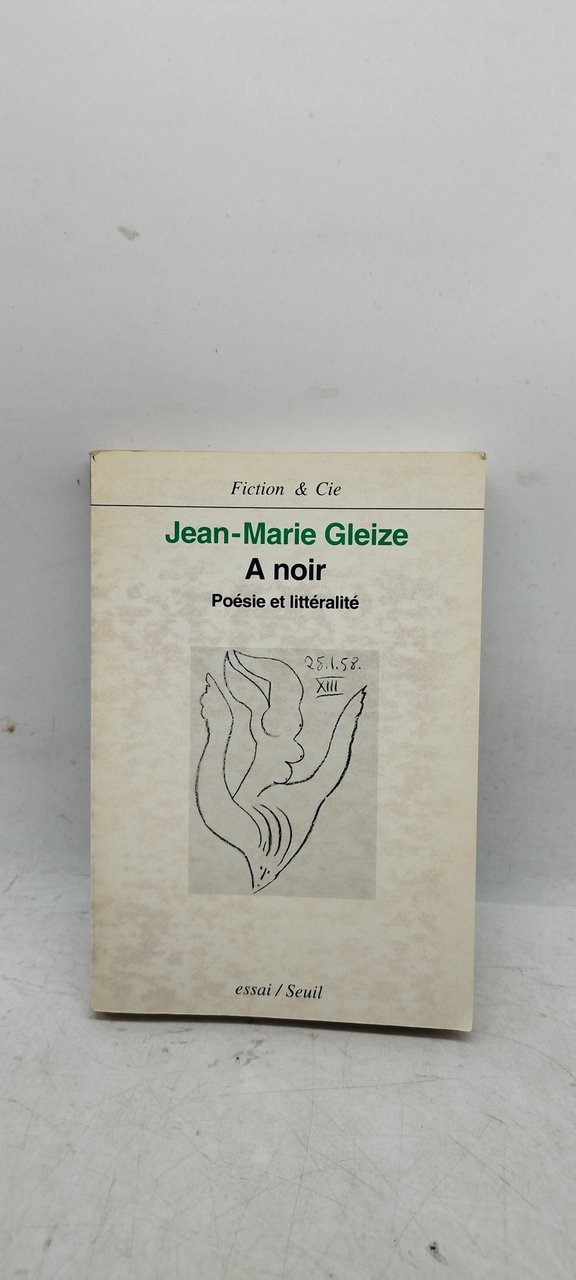 Fiction & Cie
Jean-Marie Gleize
A noir
Poésie et littéralité
25.1.58.
XIII
essai / Seuil